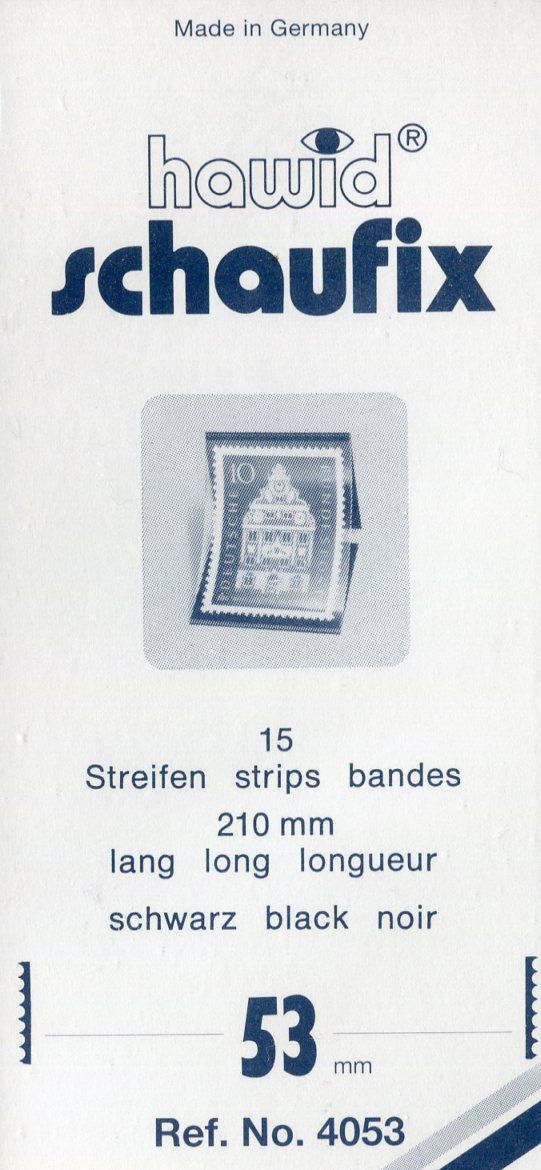 Made in Germany
hawid®
schaufix
10
DEUTSCHE
15
Streifen strips bandes
210 mm
lang long longueur
schwarz black noir
53 mm
Ref. No. 4053